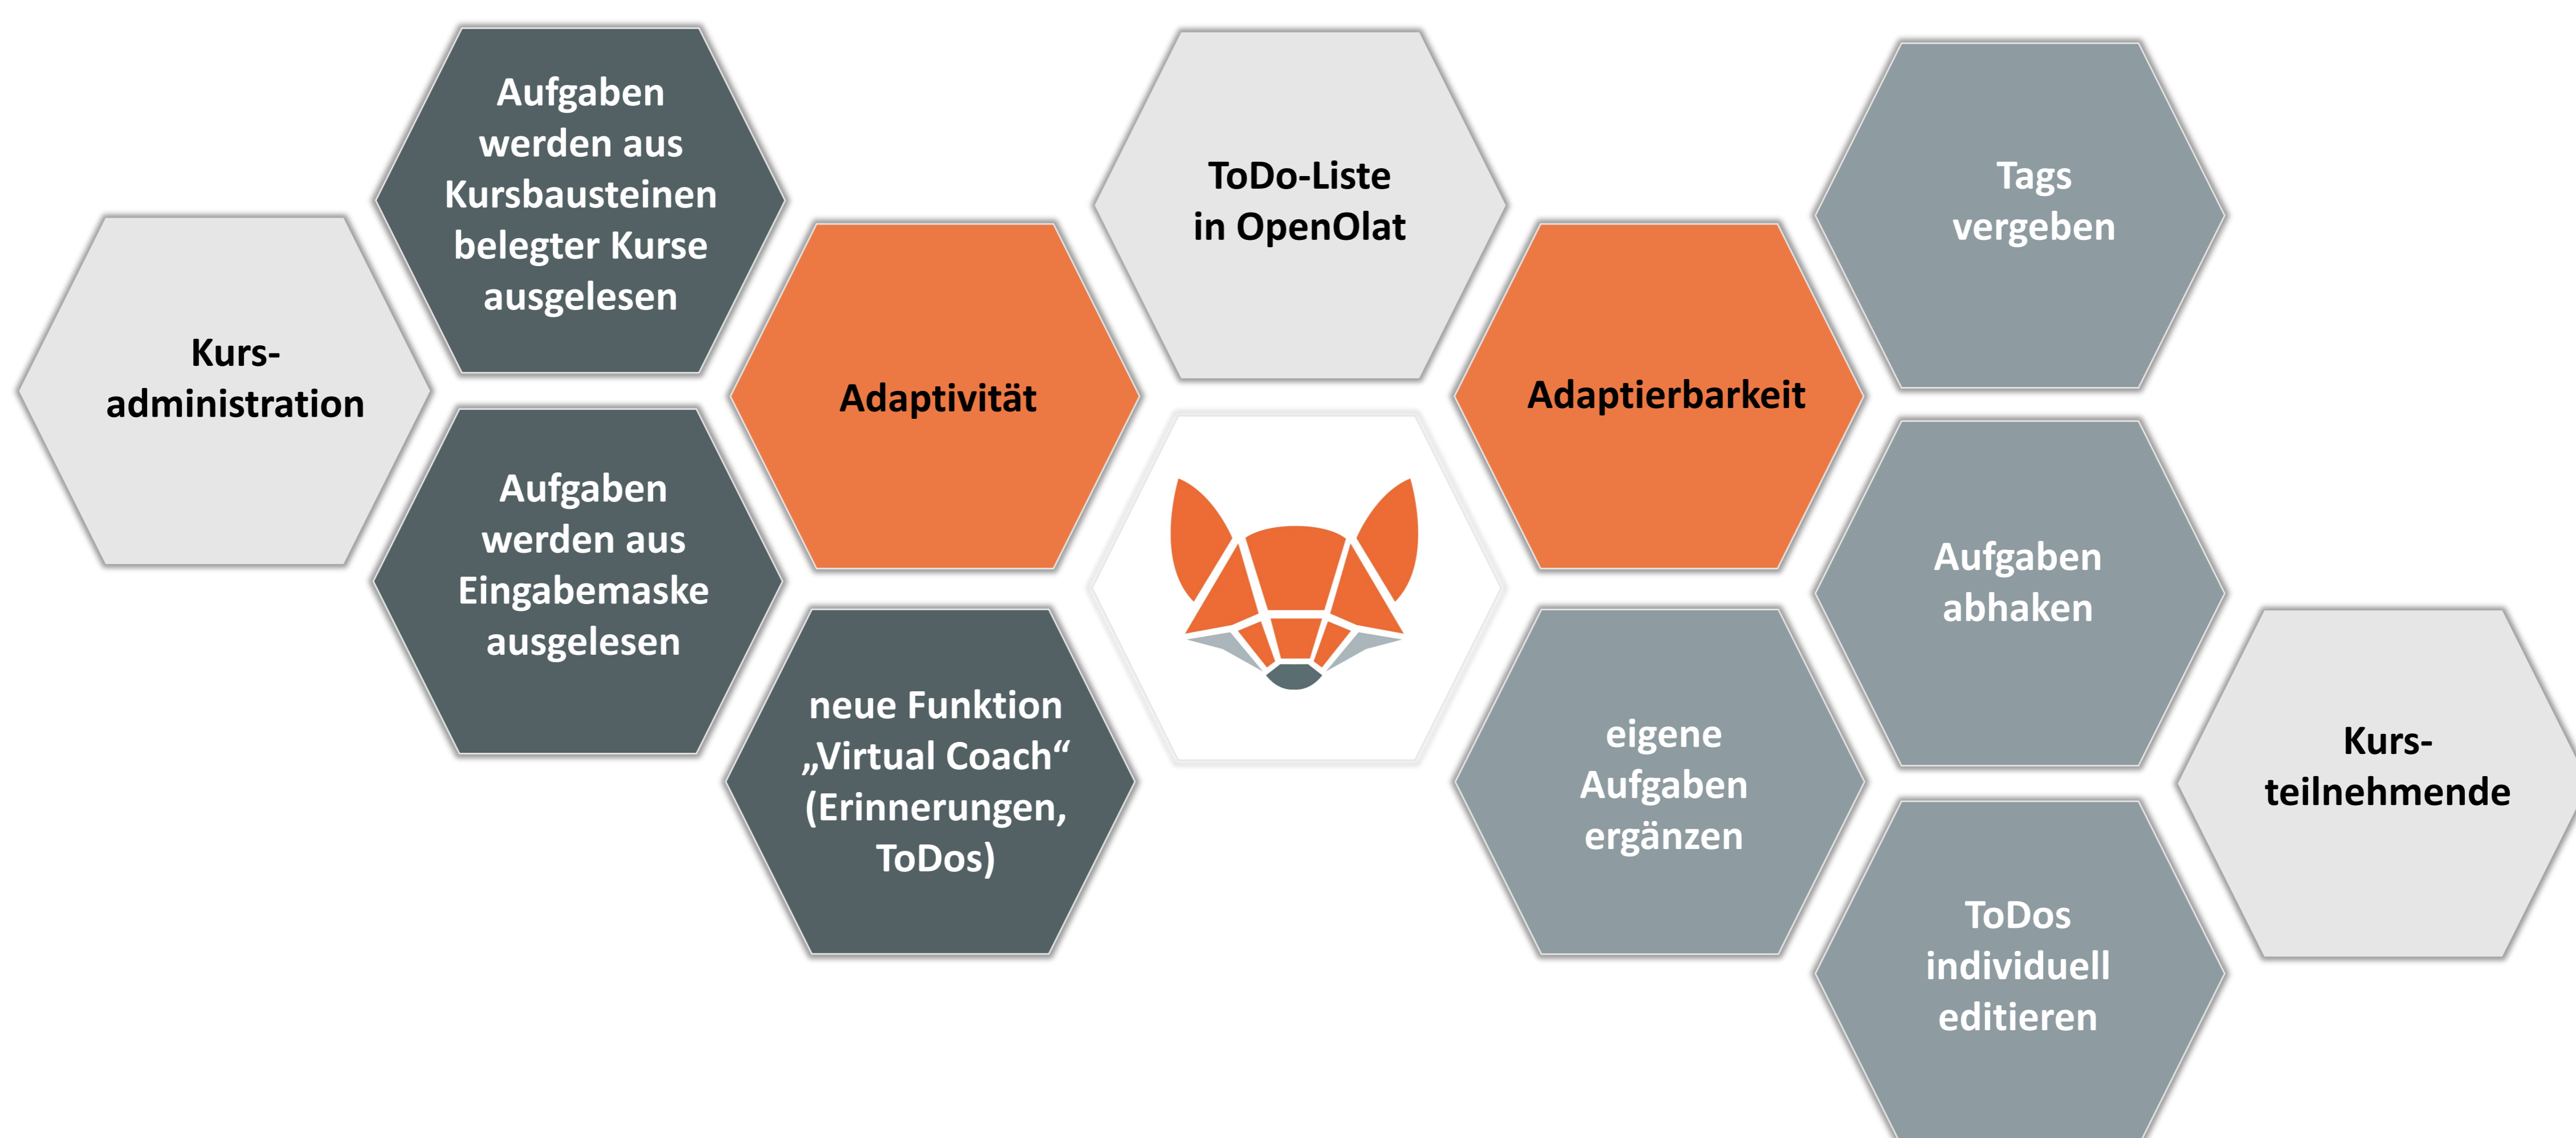 Kurs-
administration
Aufgaben
werden aus
Kursbausteinen
belegter Kurse
ausgelesen
Aufgaben
werden aus
Eingabemaske
ausgelesen
Adaptivität
neue Funktion
„Virtual Coach“
(Erinnerungen,
ToDos)
ToDo-Liste
in OpenOlat
Adaptierbarkeit
eigene
Aufgaben
ergänzen
Tags
vergeben
Aufgaben
abhaken
ToDos
individuell
editieren
Kurs-
teilnehmende